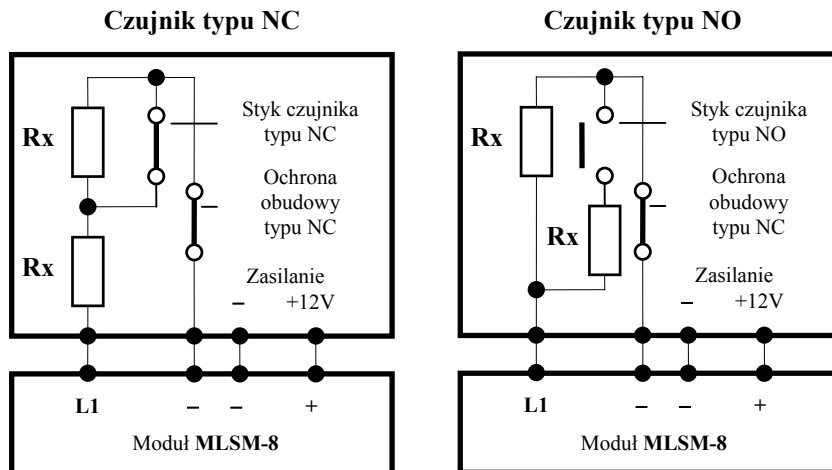 Czujnik typu NC
Styk czujnika
typu NC
Rx
Ochrona
obudowy
typu NC
Rx
Zasilanie
– +12V
L1 – – +
Moduł MLSM-8
Czujnik typu NO
Styk czujnika
typu NO
Rx
Ochrona
obudowy
typu NC
Rx
Zasilanie
– +12V
L1 – – +
Moduł MLSM-8